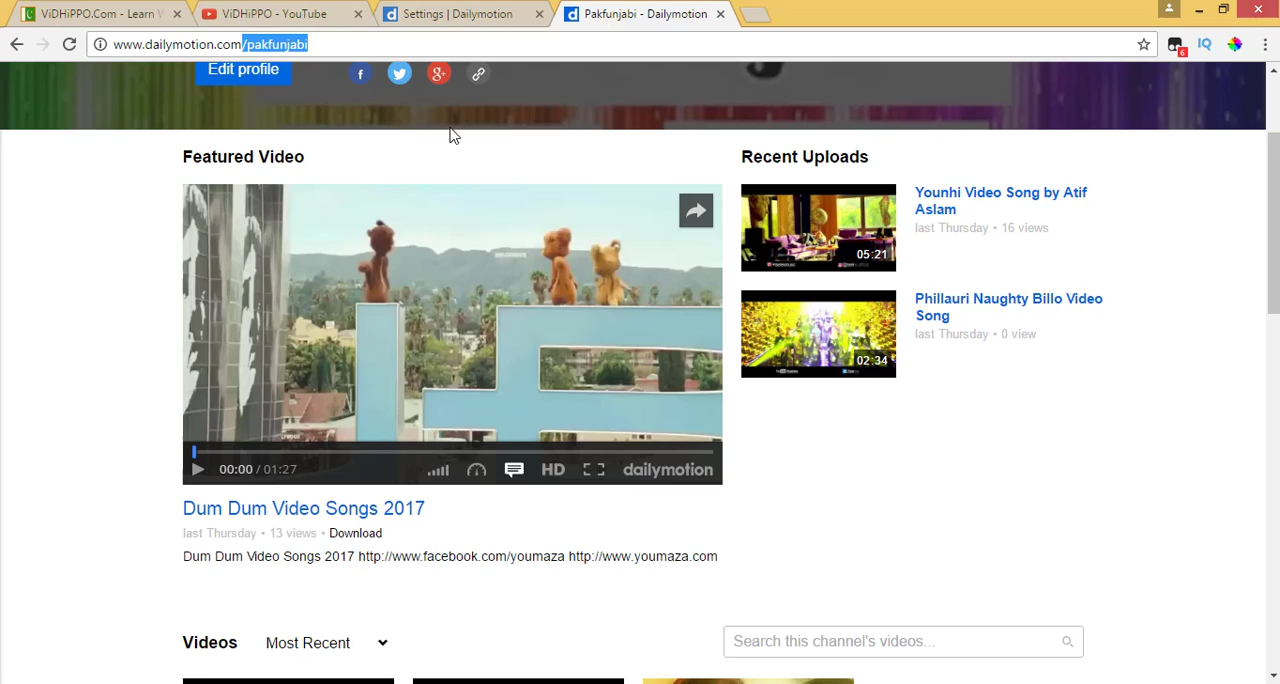 ViDHiPPO.Com - Learn W
ViDHiPPO - YouTube
Settings | Dailymotion
Pakfunjabi - Dailymotion
www.dailymotion.com/pakfunjabi
6
IQ
Edit profile
Featured Video
Recent Uploads
Younhi Video Song by Atif
Aslam
last Thursday • 16 views
05:21
Phillauri Naughty Billo Video
Song
last Thursday • 0 view
02:34
00:00 / 01:27
HD
dailymotion
Dum Dum Video Songs 2017
last Thursday • 13 views • Download
Dum Dum Video Songs 2017 http://www.facebook.com/youmaza http://www.youmaza.com
Videos
Most Recent
Search this channel's videos...